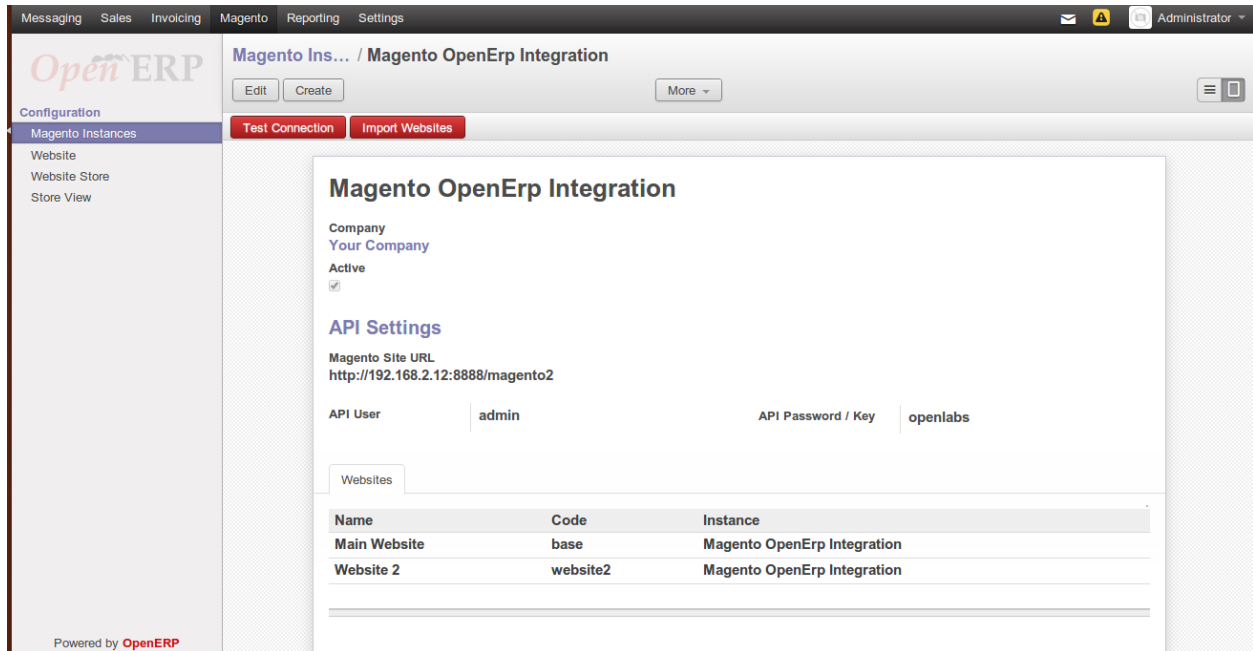 Messaging Sales Invoicing Magento Reporting Settings Administrator
OpenERP
Magento Ins... / Magento OpenErp Integration
Edit Create More
Configuration
Magento Instances
Website
Website Store
Store View
Test Connection Import Websites
Magento OpenErp Integration
Company
Your Company
Active
API Settings
Magento Site URL
http://192.168.2.12:8888/magento2
API User admin API Password / Key openlabs
Websites
Name Code Instance
Main Website base Magento OpenErp Integration
Website 2 website2 Magento OpenErp Integration
Powered by OpenERP